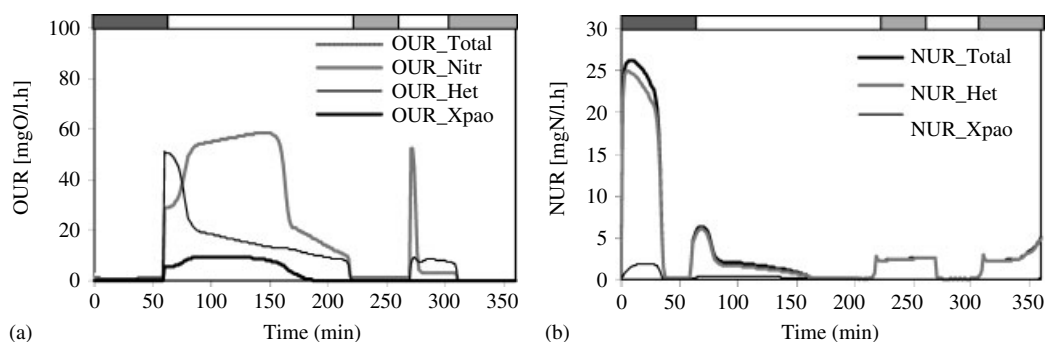 100
80
60
40
20
0
OUR [mgO/l.h]
OUR_Total
OUR_Nitr
OUR_Het
OUR_Xpao
0 50 100 150 200 250 300 350
(a)
Time (min)
30
25
20
15
10
5
0
NUR [mgN/l.h]
NUR_Total
NUR_Het
NUR_Xpao
0 50 100 150 200 250 300 350
(b)
Time (min)